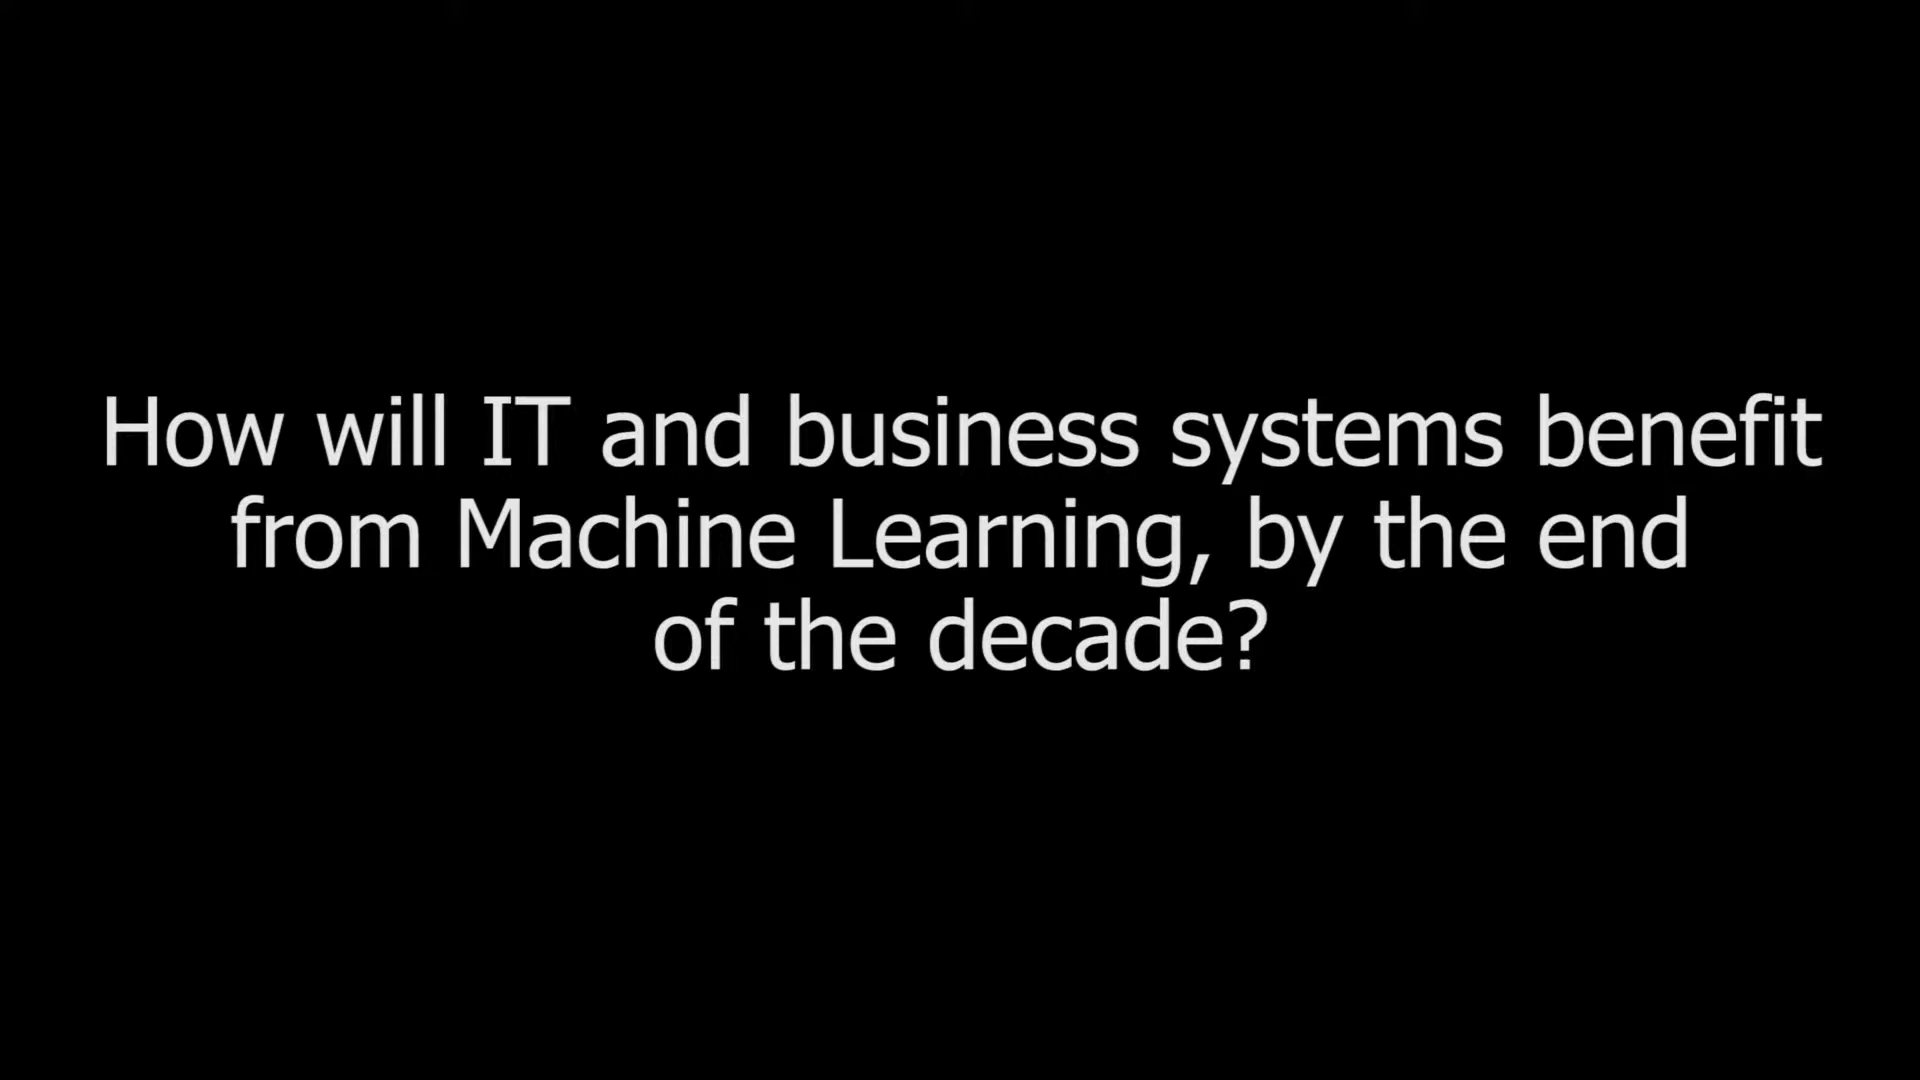 How will IT and business systems benefit
from Machine Learning, by the end
of the decade?